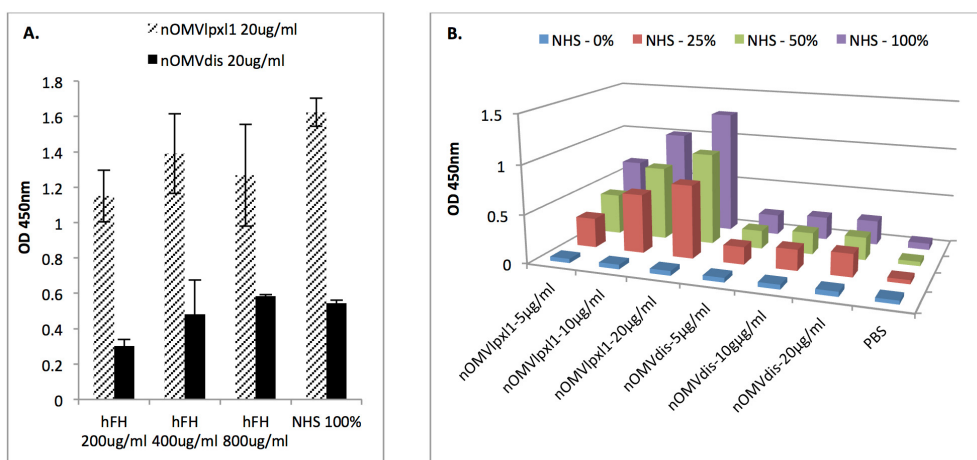 A.
nOMVlpxl1 20ug/ml
nOMVdis 20ug/ml
OD 450nm
1.8
1.6
1.4
1.2
1
0.8
0.6
0.4
0.2
0
hFH 200ug/ml
hFH 400ug/ml
hFH 800ug/ml
NHS 100%
B.
NHS - 0%
NHS - 25%
NHS - 50%
NHS - 100%
OD 450nm
1.5
1
0.5
0
nOMVlpxl1-5µg/ml
nOMVlpxl1-10µg/ml
nOMVlpxl1-20µg/ml
nOMVdis-5µg/ml
nOMVdis-10gµg/ml
nOMVdis-20µg/ml
PBS